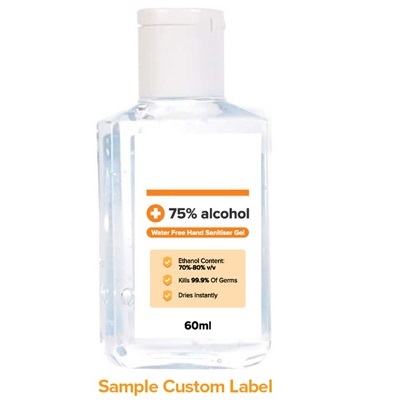 75% alcohol
Water Free Hand Sanitiser Gel
Ethanol Content:
70%-80% v/v
Kills 99.9% Of Germs
Dries Instantly
60ml
Sample Custom Label